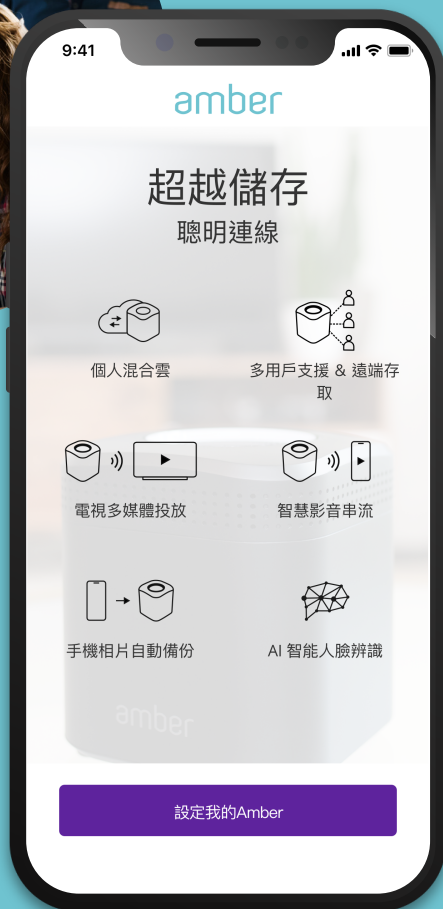 9:41
amber
超越儲存
聰明連線
個人混合雲
多用戶支援 & 遠端存
取
電視多媒體投放
智慧影音串流
手機相片自動備份
AI 智能人臉辨識
amber
設定我的Amber